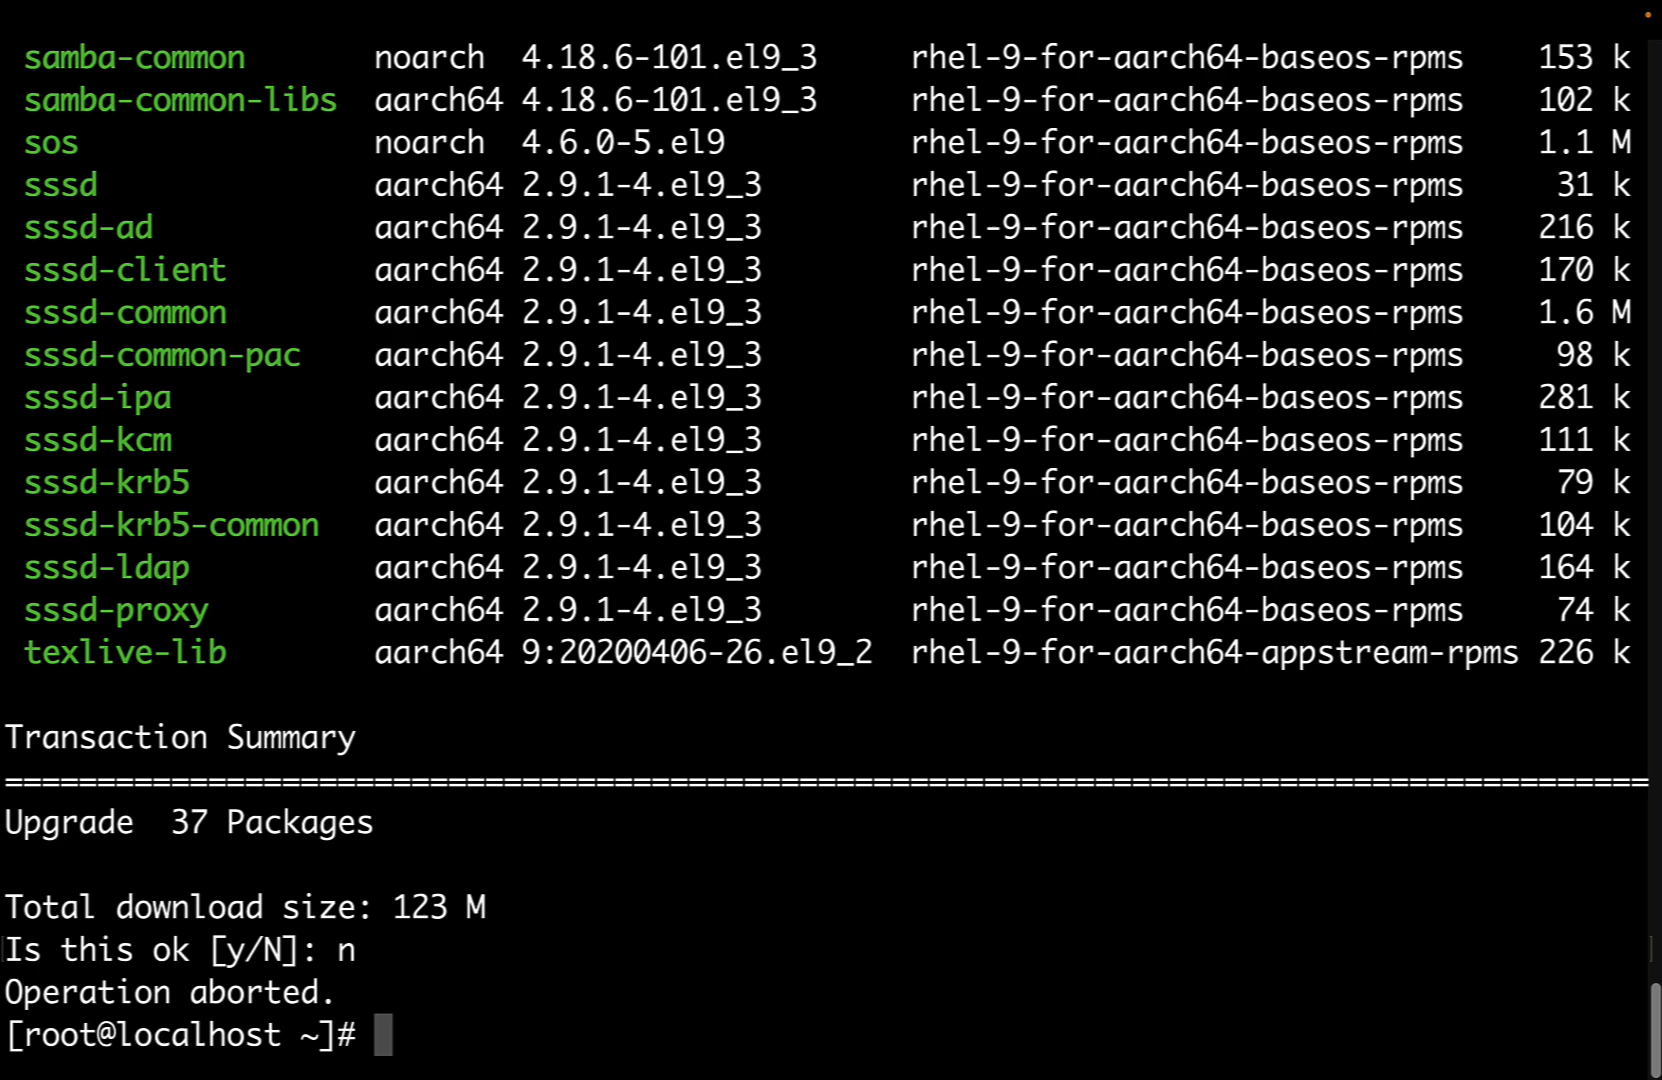 samba-common noarch 4.18.6-101.el9_3 rhel-9-for-aarch64-baseos-rpms 153 k
samba-common-libs aarch64 4.18.6-101.el9_3 rhel-9-for-aarch64-baseos-rpms 102 k
sos noarch 4.6.0-5.el9 rhel-9-for-aarch64-baseos-rpms 1.1 M
sssd aarch64 2.9.1-4.el9_3 rhel-9-for-aarch64-baseos-rpms 31 k
sssd-ad aarch64 2.9.1-4.el9_3 rhel-9-for-aarch64-baseos-rpms 216 k
sssd-client aarch64 2.9.1-4.el9_3 rhel-9-for-aarch64-baseos-rpms 170 k
sssd-common aarch64 2.9.1-4.el9_3 rhel-9-for-aarch64-baseos-rpms 1.6 M
sssd-common-pac aarch64 2.9.1-4.el9_3 rhel-9-for-aarch64-baseos-rpms 98 k
sssd-ipa aarch64 2.9.1-4.el9_3 rhel-9-for-aarch64-baseos-rpms 281 k
sssd-kcm aarch64 2.9.1-4.el9_3 rhel-9-for-aarch64-baseos-rpms 111 k
sssd-krb5 aarch64 2.9.1-4.el9_3 rhel-9-for-aarch64-baseos-rpms 79 k
sssd-krb5-common aarch64 2.9.1-4.el9_3 rhel-9-for-aarch64-baseos-rpms 104 k
sssd-ldap aarch64 2.9.1-4.el9_3 rhel-9-for-aarch64-baseos-rpms 164 k
sssd-proxy aarch64 2.9.1-4.el9_3 rhel-9-for-aarch64-baseos-rpms 74 k
texlive-lib aarch64 9:20200406-26.el9_2 rhel-9-for-aarch64-appstream-rpms 226 k
Transaction Summary
=========================================================================================
Upgrade 37 Packages
Total download size: 123 M
Is this ok [y/N]: n
Operation aborted.
[root@localhost ~]#